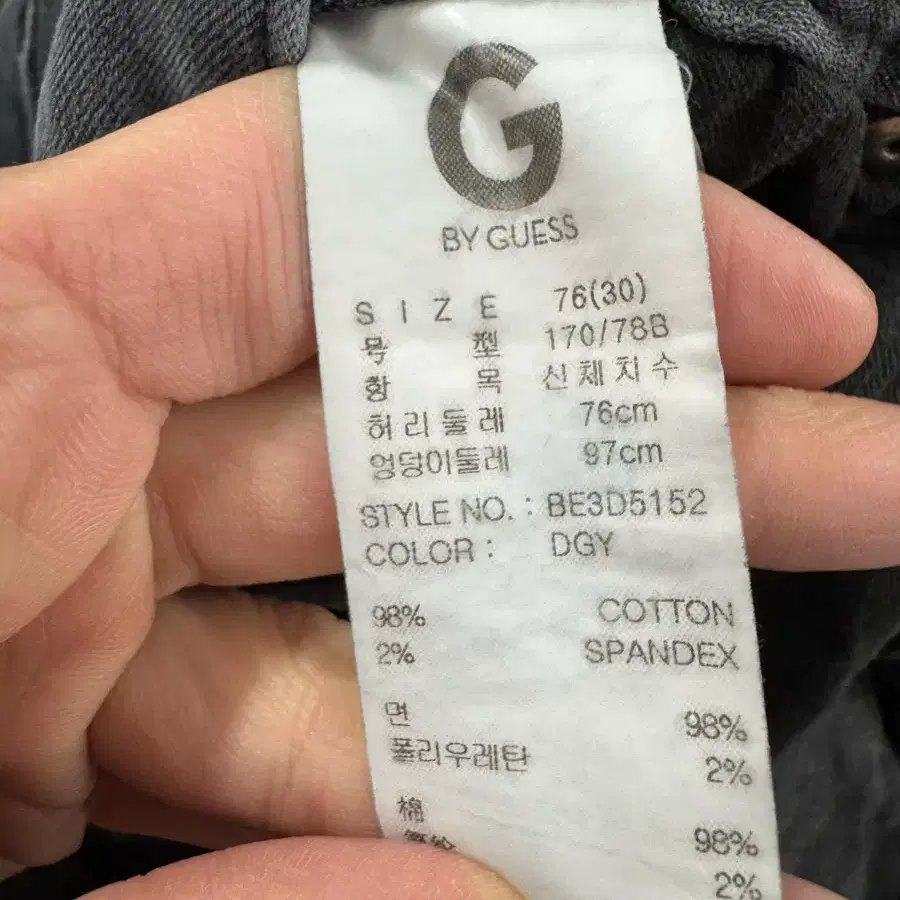 G
BY GUESS
SIZE 76(30)
号型 170/78B
항목 신체치수
허리둘레 76cm
엉덩이둘레 97cm
STYLE NO. : BE3D5152
COLOR : DGY
98% COTTON
2% SPANDEX
면 98%
폴리우레탄 2%
棉 98%
2%